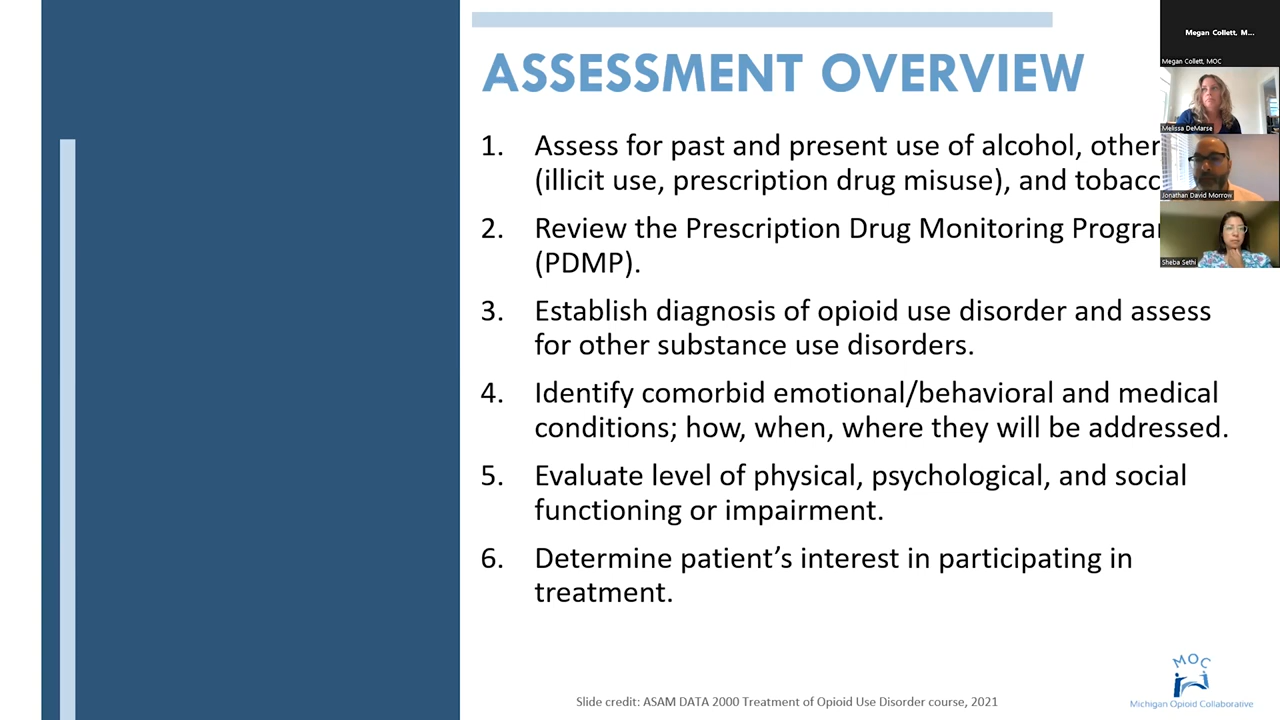 Megan Collett, M...
Megan Collett, MOC
Melissa DeMarse
Jonathan David Morrow
Sheba Sethi
ASSESSMENT OVERVIEW
1. Assess for past and present use of alcohol, other
(illicit use, prescription drug misuse), and tobacc
2. Review the Prescription Drug Monitoring Progra
(PDMP).
3. Establish diagnosis of opioid use disorder and assess
for other substance use disorders.
4. Identify comorbid emotional/behavioral and medical
conditions; how, when, where they will be addressed.
5. Evaluate level of physical, psychological, and social
functioning or impairment.
6. Determine patient’s interest in participating in
treatment.
Slide credit: ASAM DATA 2000 Treatment of Opioid Use Disorder course, 2021
MOC
Michigan Opioid Collaborative